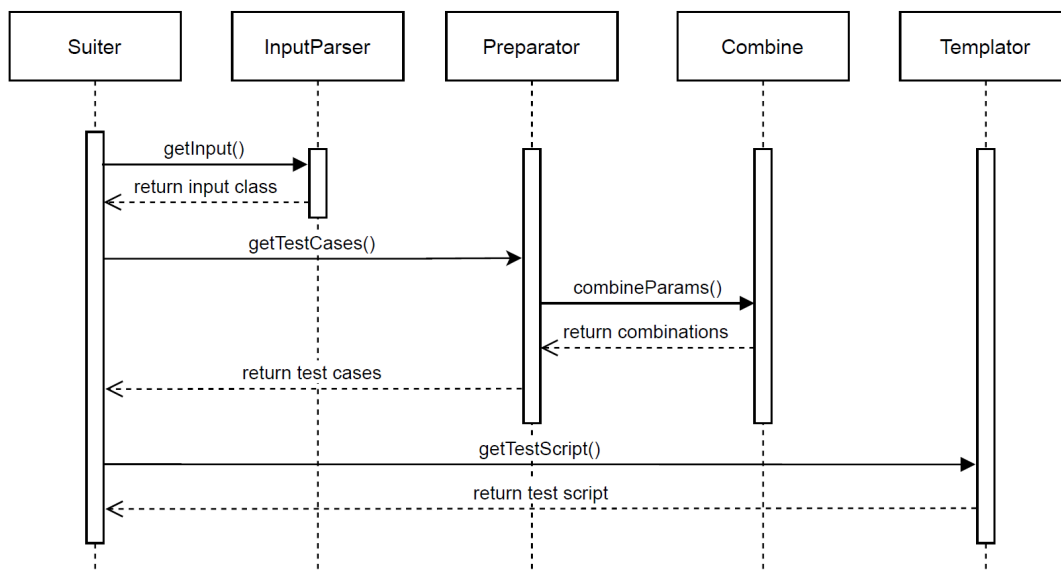 Suiter
InputParser
Preparator
Combine
Templator
getInput()
return input class
getTestCases()
combineParams()
return combinations
return test cases
getTestScript()
return test script